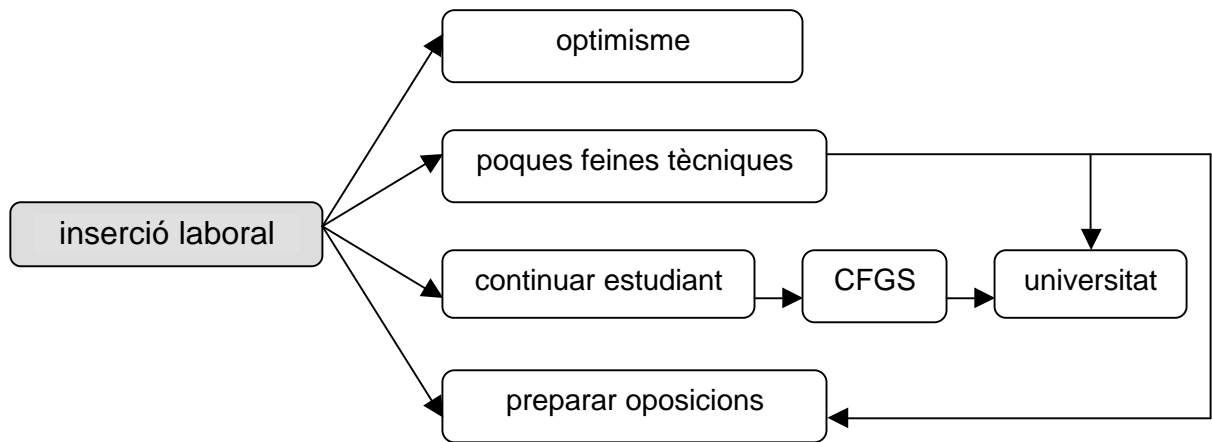 optimisme
poques feines tècniques
inserció laboral
continuar estudiant
CFGS
universitat
preparar oposicions